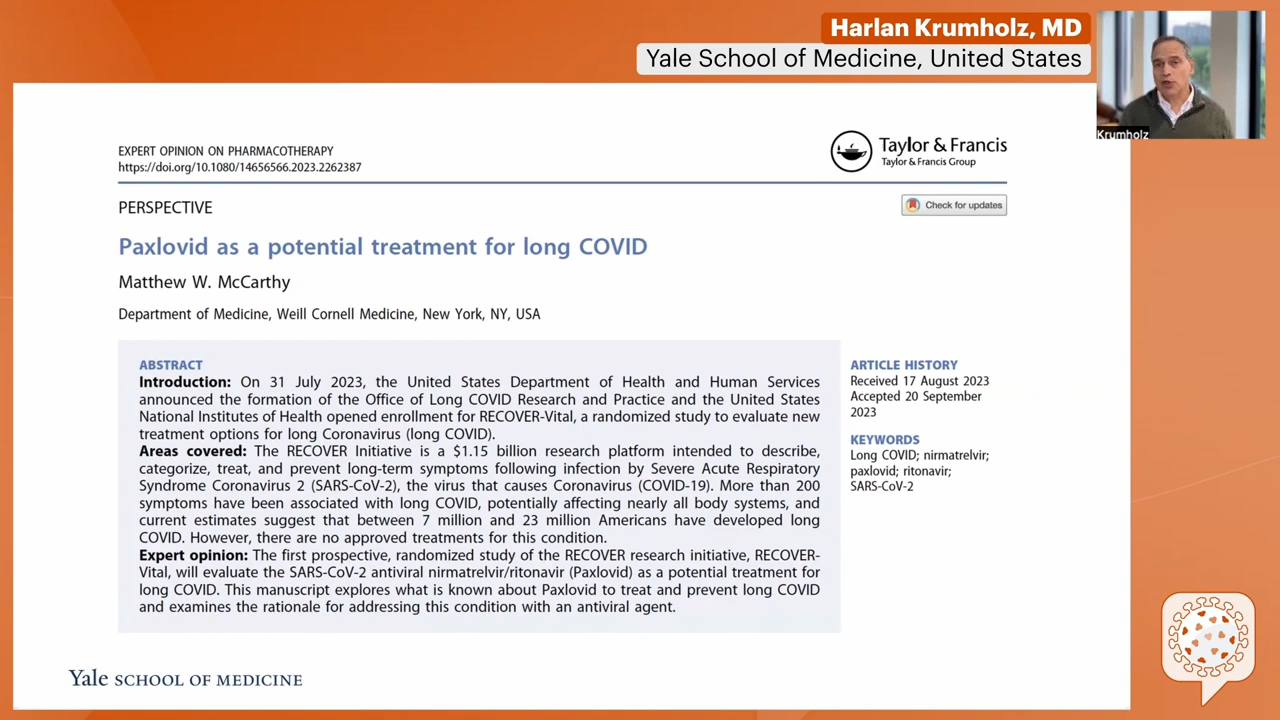 Harlan Krumholz, MD
Yale School of Medicine, United States
Krumholz
EXPERT OPINION ON PHARMACOTHERAPY
https://doi.org/10.1080/14656566.2023.2262387
Taylor & Francis
Taylor & Francis Group
Check for updates
PERSPECTIVE
Paxlovid as a potential treatment for long COVID
Matthew W. McCarthy
Department of Medicine, Weill Cornell Medicine, New York, NY, USA
ABSTRACT
Introduction: On 31 July 2023, the United States Department of Health and Human Services
announced the formation of the Office of Long COVID Research and Practice and the United States
National Institutes of Health opened enrollment for RECOVER-Vital, a randomized study to evaluate new
treatment options for long Coronavirus (long COVID).
Areas covered: The RECOVER Initiative is a $1.15 billion research platform intended to describe,
categorize, treat, and prevent long-term symptoms following infection by Severe Acute Respiratory
Syndrome Coronavirus 2 (SARS-CoV-2), the virus that causes Coronavirus (COVID-19). More than 200
symptoms have been associated with long COVID, potentially affecting nearly all body systems, and
current estimates suggest that between 7 million and 23 million Americans have developed long
COVID. However, there are no approved treatments for this condition.
Expert opinion: The first prospective, randomized study of the RECOVER research initiative, RECOVER-
Vital, will evaluate the SARS-CoV-2 antiviral nirmatrelvir/ritonavir (Paxlovid) as a potential treatment for
long COVID. This manuscript explores what is known about Paxlovid to treat and prevent long COVID
and examines the rationale for addressing this condition with an antiviral agent.
ARTICLE HISTORY
Received 17 August 2023
Accepted 20 September
2023
KEYWORDS
Long COVID; nirmatrelvir;
paxlovid; ritonavir;
SARS-CoV-2
Yale SCHOOL OF MEDICINE